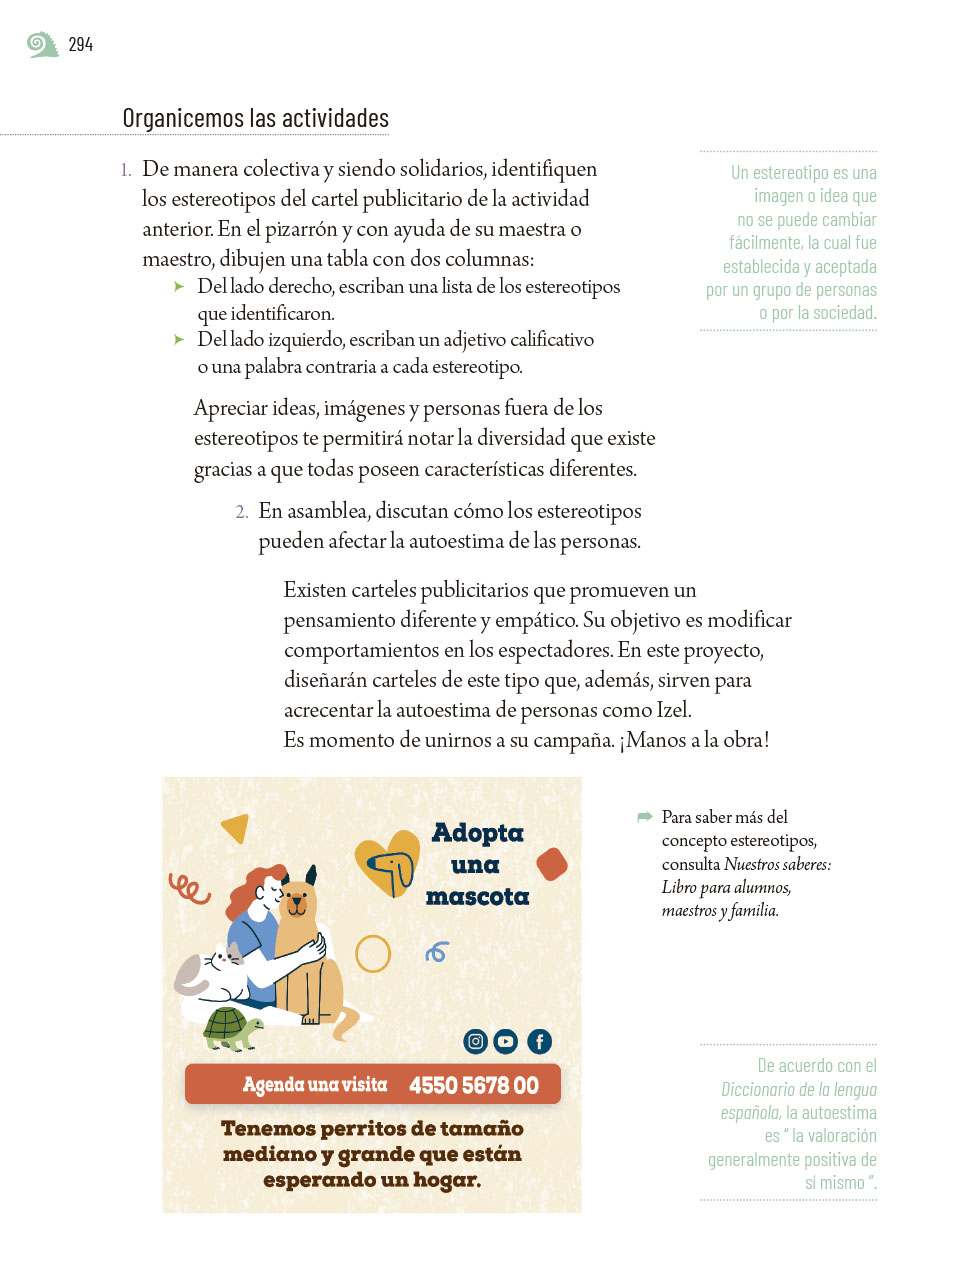 294
Organicemos las actividades
1. De manera colectiva y siendo solidarios, identifiquen
los estereotipos del cartel publicitario de la actividad
anterior. En el pizarrón y con ayuda de su maestra o
maestro, dibujen una tabla con dos columnas:
➤ Del lado derecho, escriban una lista de los estereotipos
que identificaron.
➤ Del lado izquierdo, escriban un adjetivo calificativo
o una palabra contraria a cada estereotipo.
Apreciar ideas, imágenes y personas fuera de los
estereotipos te permitirá notar la diversidad que existe
gracias a que todas poseen características diferentes.
2. En asamblea, discutan cómo los estereotipos
pueden afectar la autoestima de las personas.
Existen carteles publicitarios que promueven un
pensamiento diferente y empático. Su objetivo es modificar
comportamientos en los espectadores. En este proyecto,
diseñarán carteles de este tipo que, además, sirven para
acrecentar la autoestima de personas como Izel.
Es momento de unirnos a su campaña. ¡Manos a la obra!
Un estereotipo es una
imagen o idea que
no se puede cambiar
fácilmente, la cual fue
establecida y aceptada
por un grupo de personas
o por la sociedad.
Adopta
una
mascota
Agenda una visita 4550 5678 00
Tenemos perritos de tamaño
mediano y grande que están
esperando un hogar.
Para saber más del
concepto estereotipos,
consulta Nuestros saberes:
Libro para alumnos,
maestros y familia.
De acuerdo con el
Diccionario de la lengua
española, la autoestima
es “ la valoración
generalmente positiva de
sí mismo ”.